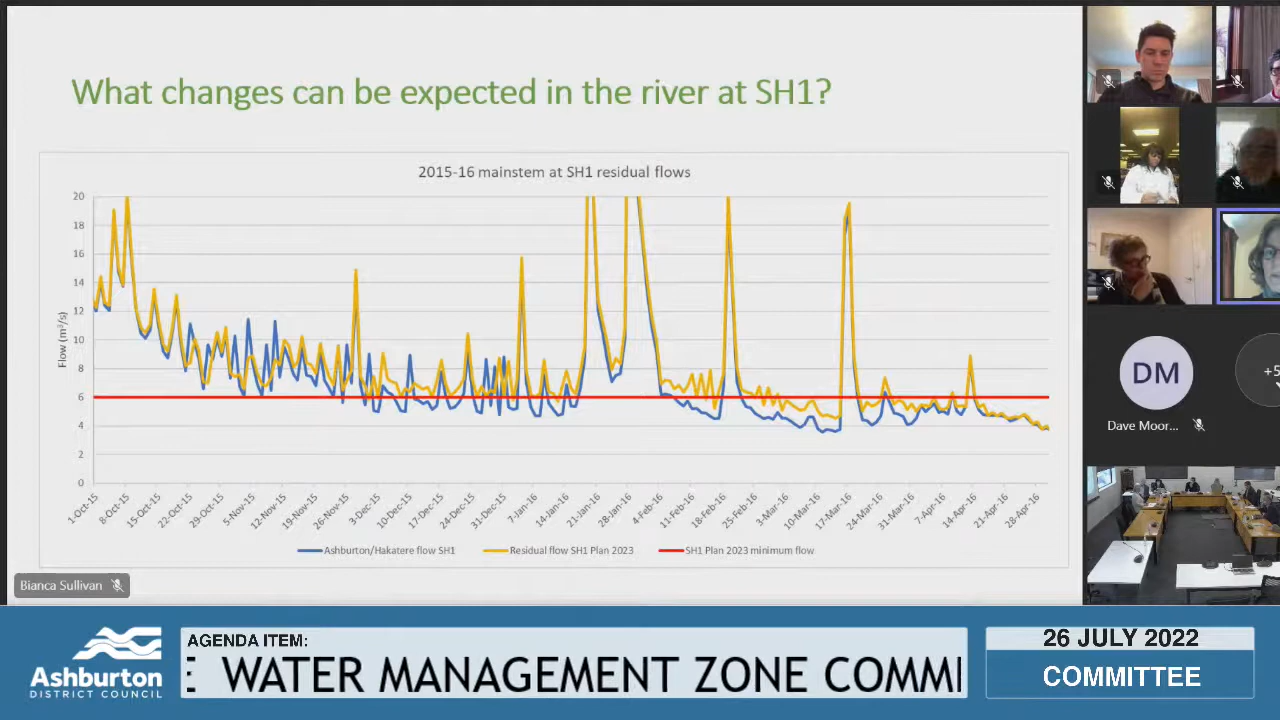 What changes can be expected in the river at SH1?
2015-16 mainstem at SH1 residual flows
20
18
16
14
12
10
8
6
4
2
0
Flow (m³/s)
1-Oct-15
8-Oct-15
15-Oct-15
22-Oct-15
29-Oct-15
5-Nov-15
12-Nov-15
19-Nov-15
26-Nov-15
3-Dec-15
10-Dec-15
17-Dec-15
24-Dec-15
31-Dec-15
7-Jan-16
14-Jan-16
21-Jan-16
28-Jan-16
4-Feb-16
11-Feb-16
18-Feb-16
25-Feb-16
3-Mar-16
10-Mar-16
17-Mar-16
24-Mar-16
31-Mar-16
7-Apr-16
14-Apr-16
21-Apr-16
28-Apr-16
Ashburton/Hakatere flow SH1
Residual flow SH1 Plan 2023
SH1 Plan 2023 minimum flow
Bianca Sullivan
DM
Dave Moor...
+5
Ashburton
DISTRICT COUNCIL
AGENDA ITEM:
E WATER MANAGEMENT ZONE COMMI
26 JULY 2022
COMMITTEE